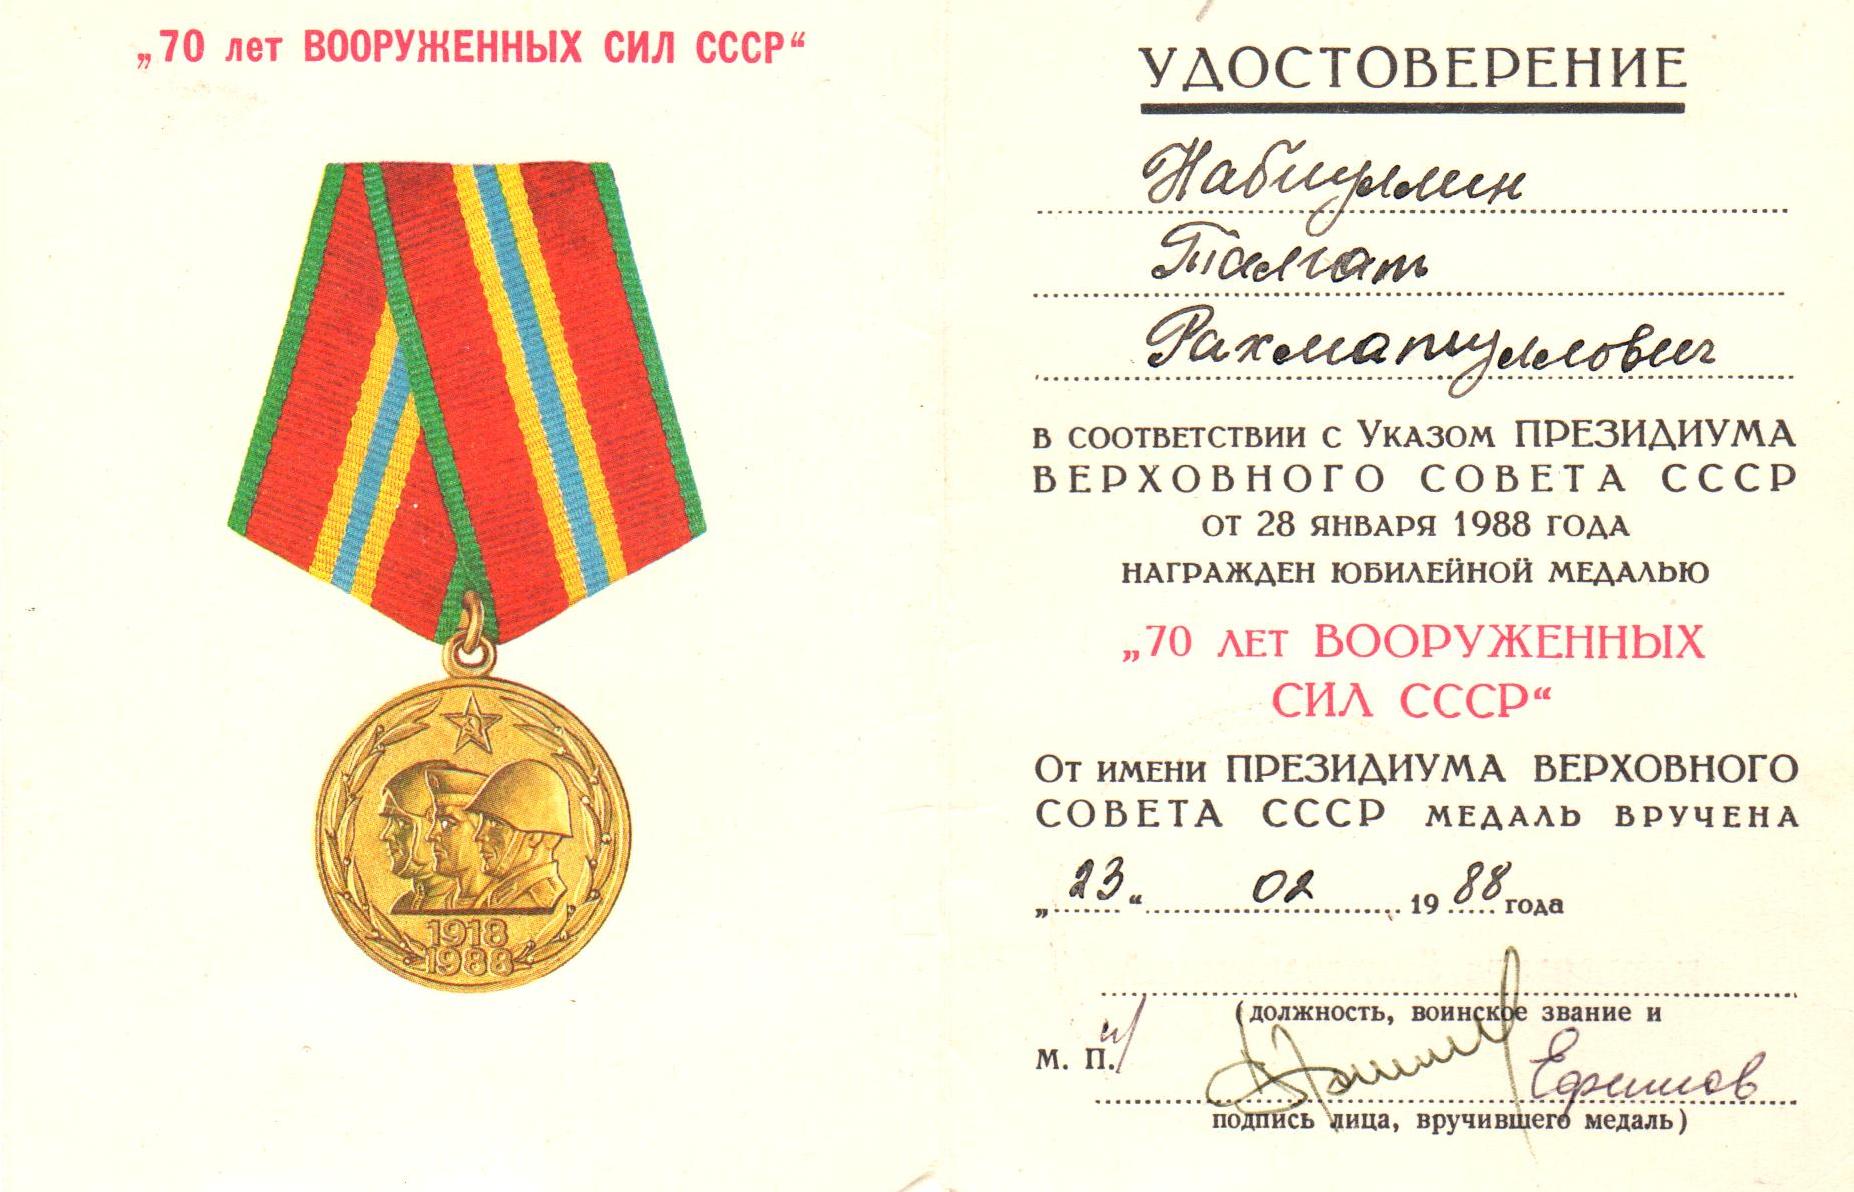 „70 лет ВООРУЖЕННЫХ СИЛ СССР“
1918
1988
УДОСТОВЕРЕНИЕ
Набиуллин
Талгат
Рахматуллович
в соответствии с Указом ПРЕЗИДИУМА
ВЕРХОВНОГО СОВЕТА СССР
от 28 января 1988 года
награжден юбилейной медалью
„70 лет ВООРУЖЕННЫХ
СИЛ СССР“
От имени ПРЕЗИДИУМА ВЕРХОВНОГО
СОВЕТА СССР медаль вручена
„23“ 02 1988 года
(должность, воинское звание и
М. П.
Ефимов
подпись лица, вручившего медаль)